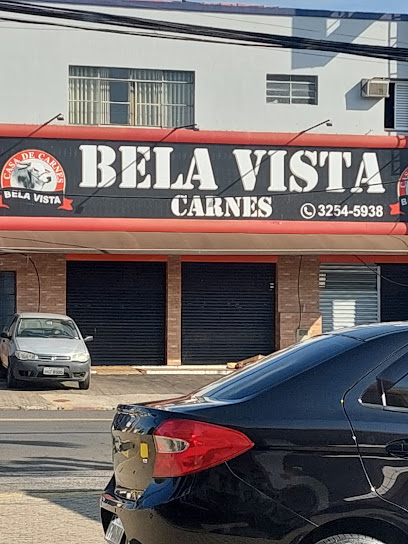 CASA DE CARNES
BELA VISTA
BELA VISTA
CARNES
3254-5938